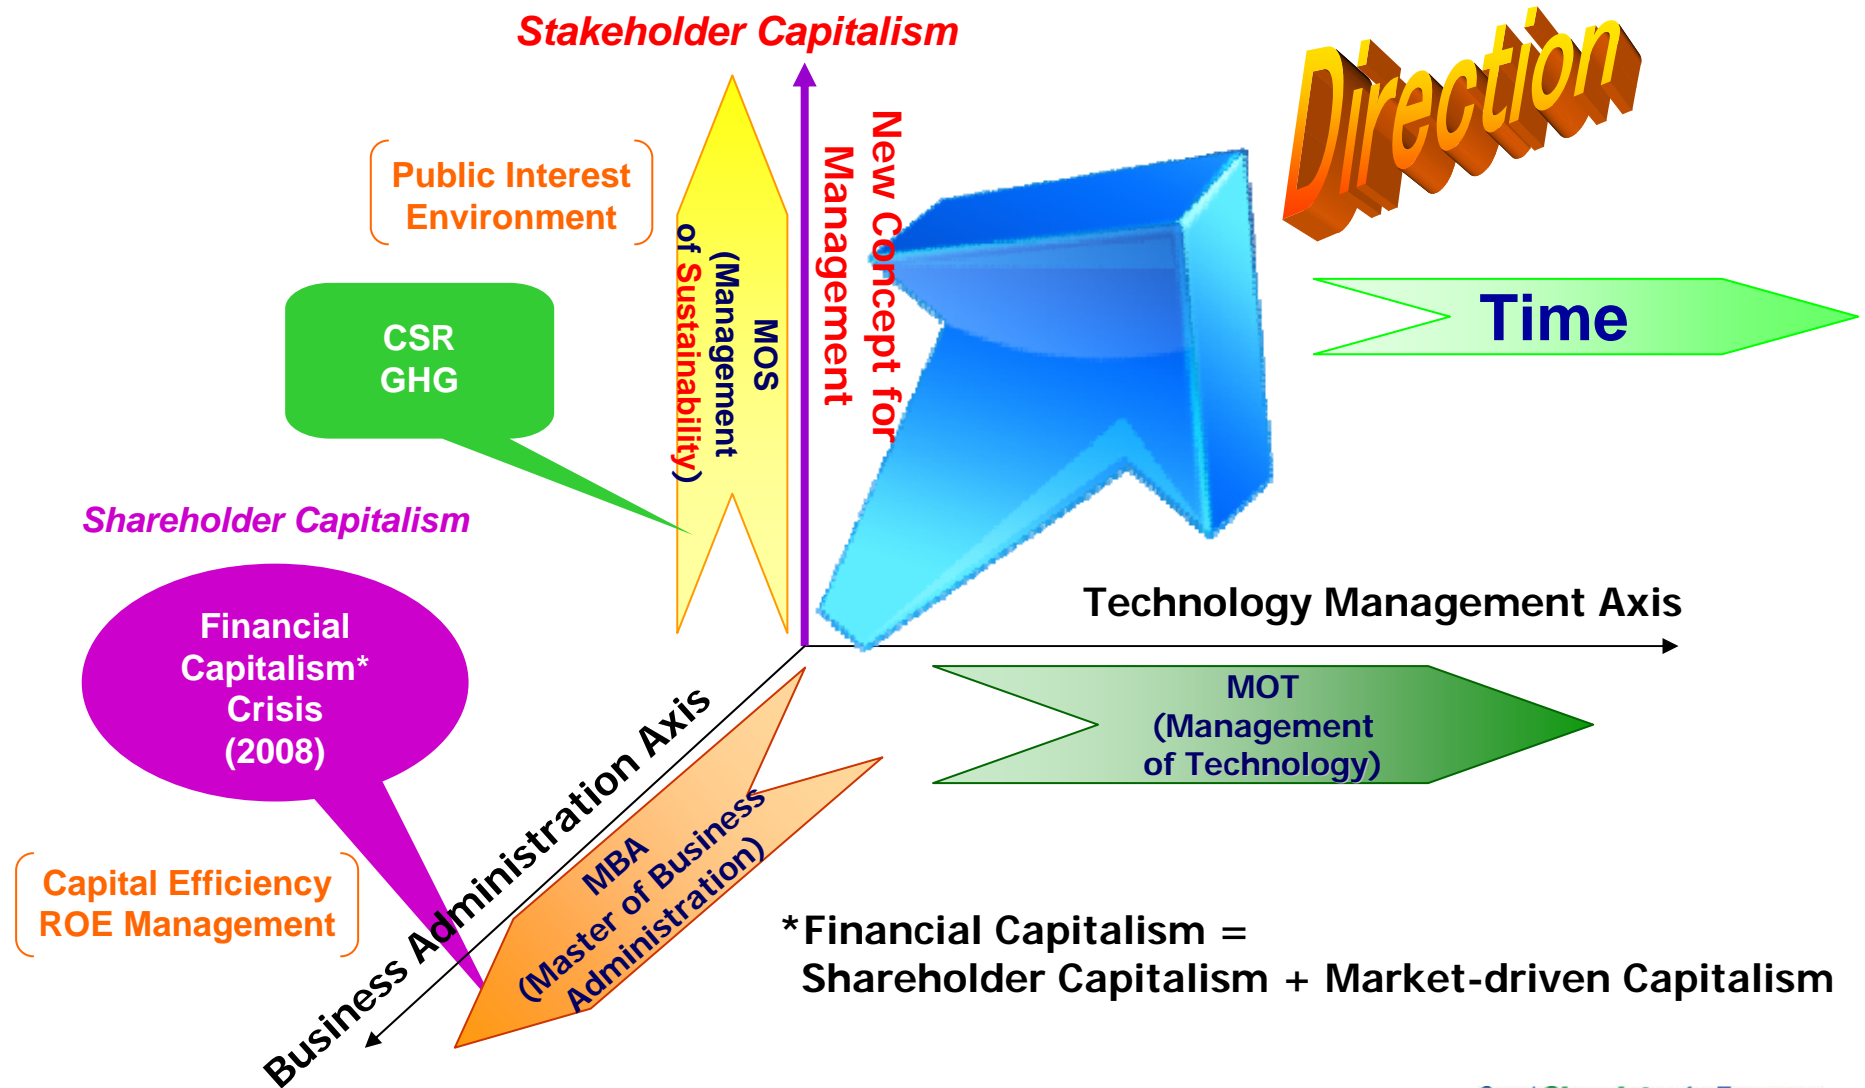 Stakeholder Capitalism
Direction
Public Interest
Environment
New Concept for
Management
MOS
(Management
of Sustainability)
Time
CSR
GHG
Shareholder Capitalism
Financial
Capitalism*
Crisis
(2008)
Technology Management Axis
MOT
(Management
of Technology)
Business Administration Axis
MBA
(Master of Business
Administration)
Capital Efficiency
ROE Management
*Financial Capitalism =
Shareholder Capitalism + Market-driven Capitalism